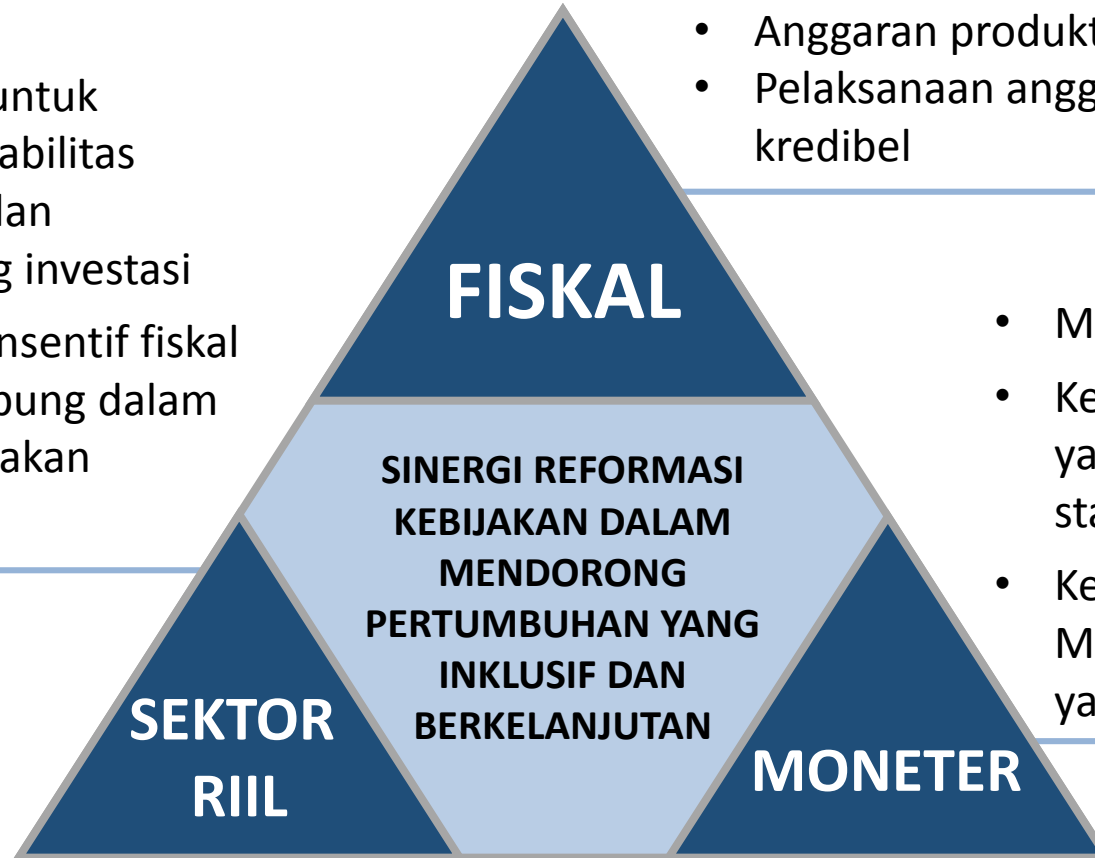 untuk
abilitas
dan
g investasi
nsentif fiskal
bung dalam
akan
• Anggaran produkt
• Pelaksanaan angg
kredibel
FISKAL
• M
• Ke
ya
sta
• Ke
M
ya
SINERGI REFORMASI
KEBIJAKAN DALAM
MENDORONG
PERTUMBUHAN YANG
INKLUSIF DAN
BERKELANJUTAN
SEKTOR
RIIL
MONETER